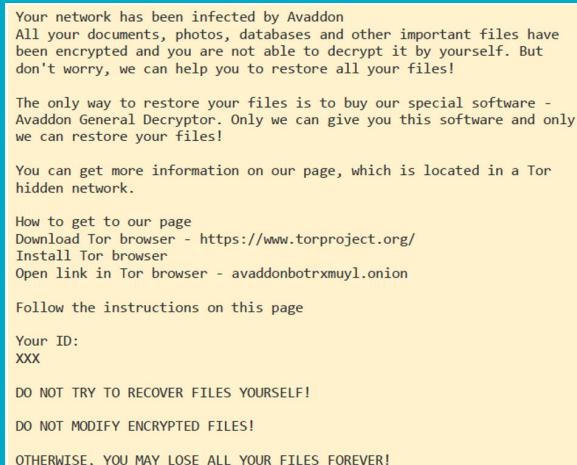 Your network has been infected by Avaddon
All your documents, photos, databases and other important files have
been encrypted and you are not able to decrypt it by yourself. But
don't worry, we can help you to restore all your files!
The only way to restore your files is to buy our special software -
Avaddon General Decryptor. Only we can give you this software and only
we can restore your files!
You can get more information on our page, which is located in a Tor
hidden network.
How to get to our page
Download Tor browser - https://www.torproject.org/
Install Tor browser
Open link in Tor browser - avaddonbotrxmuyl.onion
Follow the instructions on this page
Your ID:
XXX
DO NOT TRY TO RECOVER FILES YOURSELF!
DO NOT MODIFY ENCRYPTED FILES!
OTHERWISE, YOU MAY LOSE ALL YOUR FILES FOREVER!